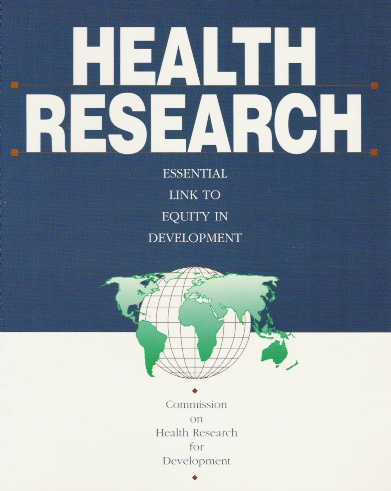 HEALTH
RESEARCH
ESSENTIAL
LINK TO
EQUITY IN
DEVELOPMENT
Commission
on
Health Research
for
Development